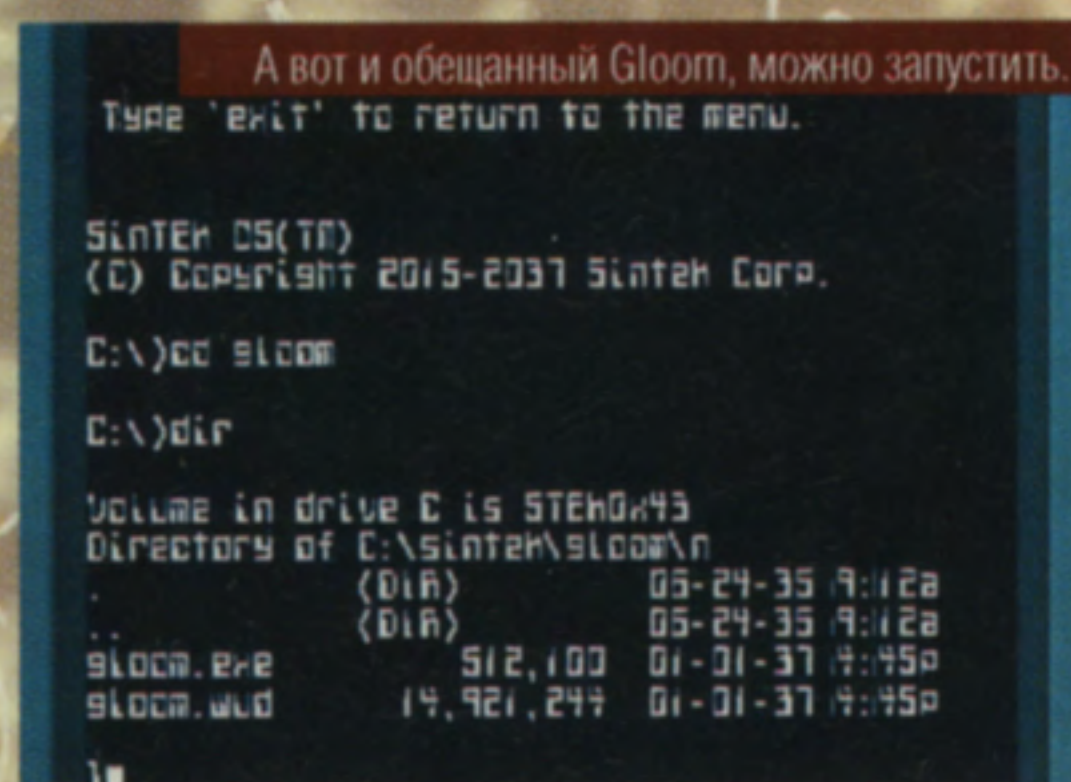 А вот и обещанный Gloom, можно запустить.
Type 'exit' to return to the menu.
SinTEk OS(TM)
(C) Copyright 2015-2037 Sintek Corp.
C:\>cd gloom
C:\>dir
Volume in drive C is STEK0x43
Directory of C:\sintek\gloom\n
. (DIR) 05-24-35 9:12a
.. (DIR) 05-24-35 9:12a
gloom.exe 512,100 01-01-37 4:45p
gloom.wud 14,921,244 01-01-37 4:45p